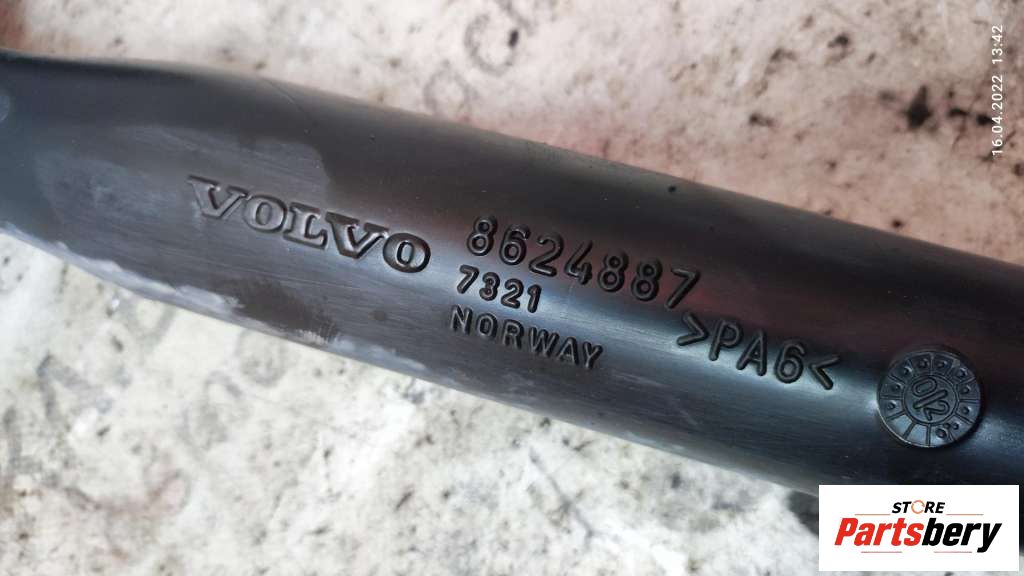 VOLVO 8624887
7321
NORWAY >PA6<
16.04.2022 13:42
STORE
Partsbery